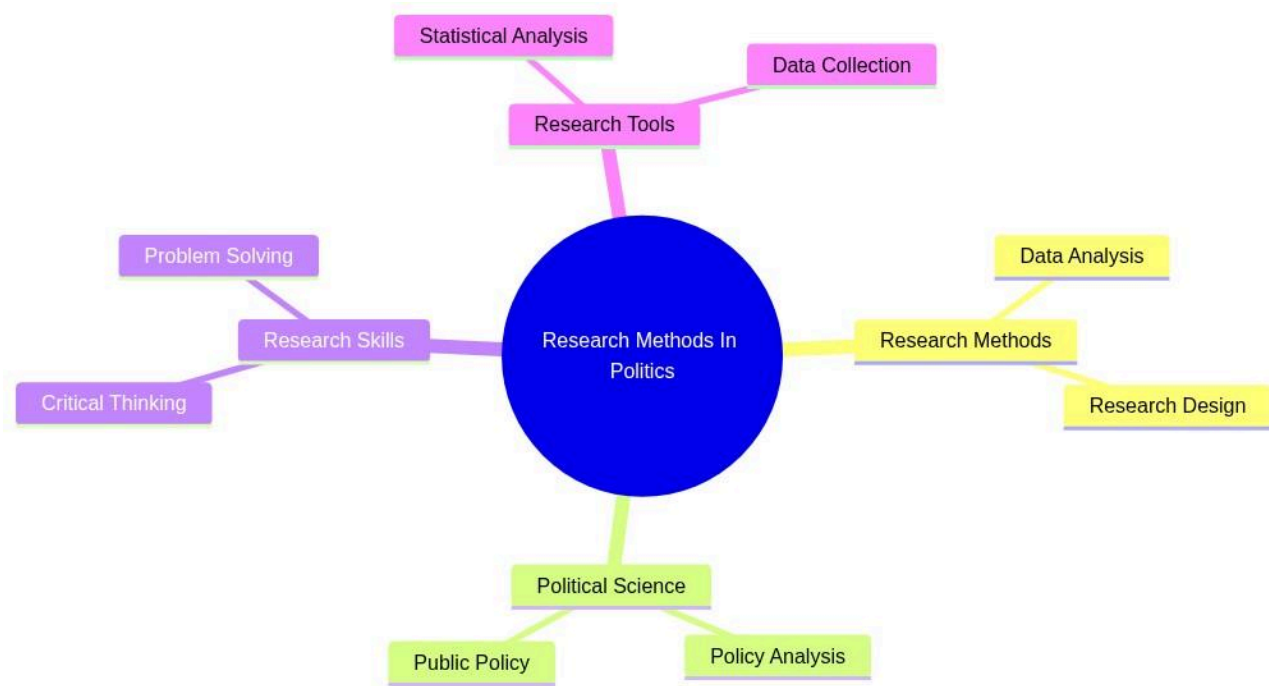 Statistical Analysis
Data Collection
Research Tools
Problem Solving
Data Analysis
Research Skills
Research Methods In
Politics
Research Methods
Critical Thinking
Research Design
Political Science
Public Policy
Policy Analysis